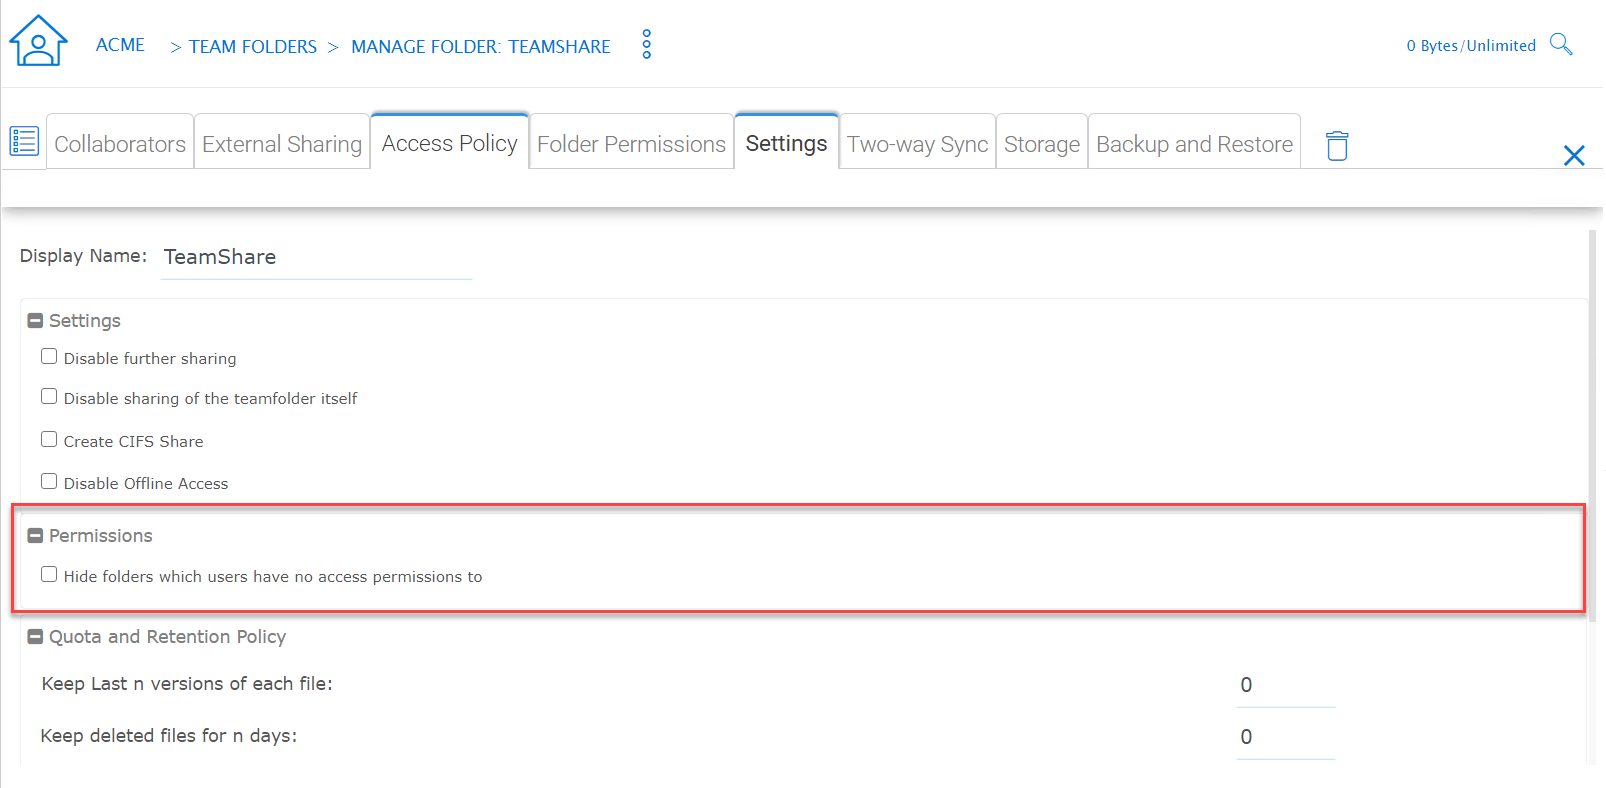 ACME > TEAM FOLDERS > MANAGE FOLDER: TEAMSHARE
0 Bytes/Unlimited
Collaborators External Sharing Access Policy Folder Permissions Settings Two-way Sync Storage Backup and Restore
Display Name: TeamShare
Settings
Disable further sharing
Disable sharing of the teamfolder itself
Create CIFS Share
Disable Offline Access
Permissions
Hide folders which users have no access permissions to
Quota and Retention Policy
Keep Last n versions of each file: 0
Keep deleted files for n days: 0